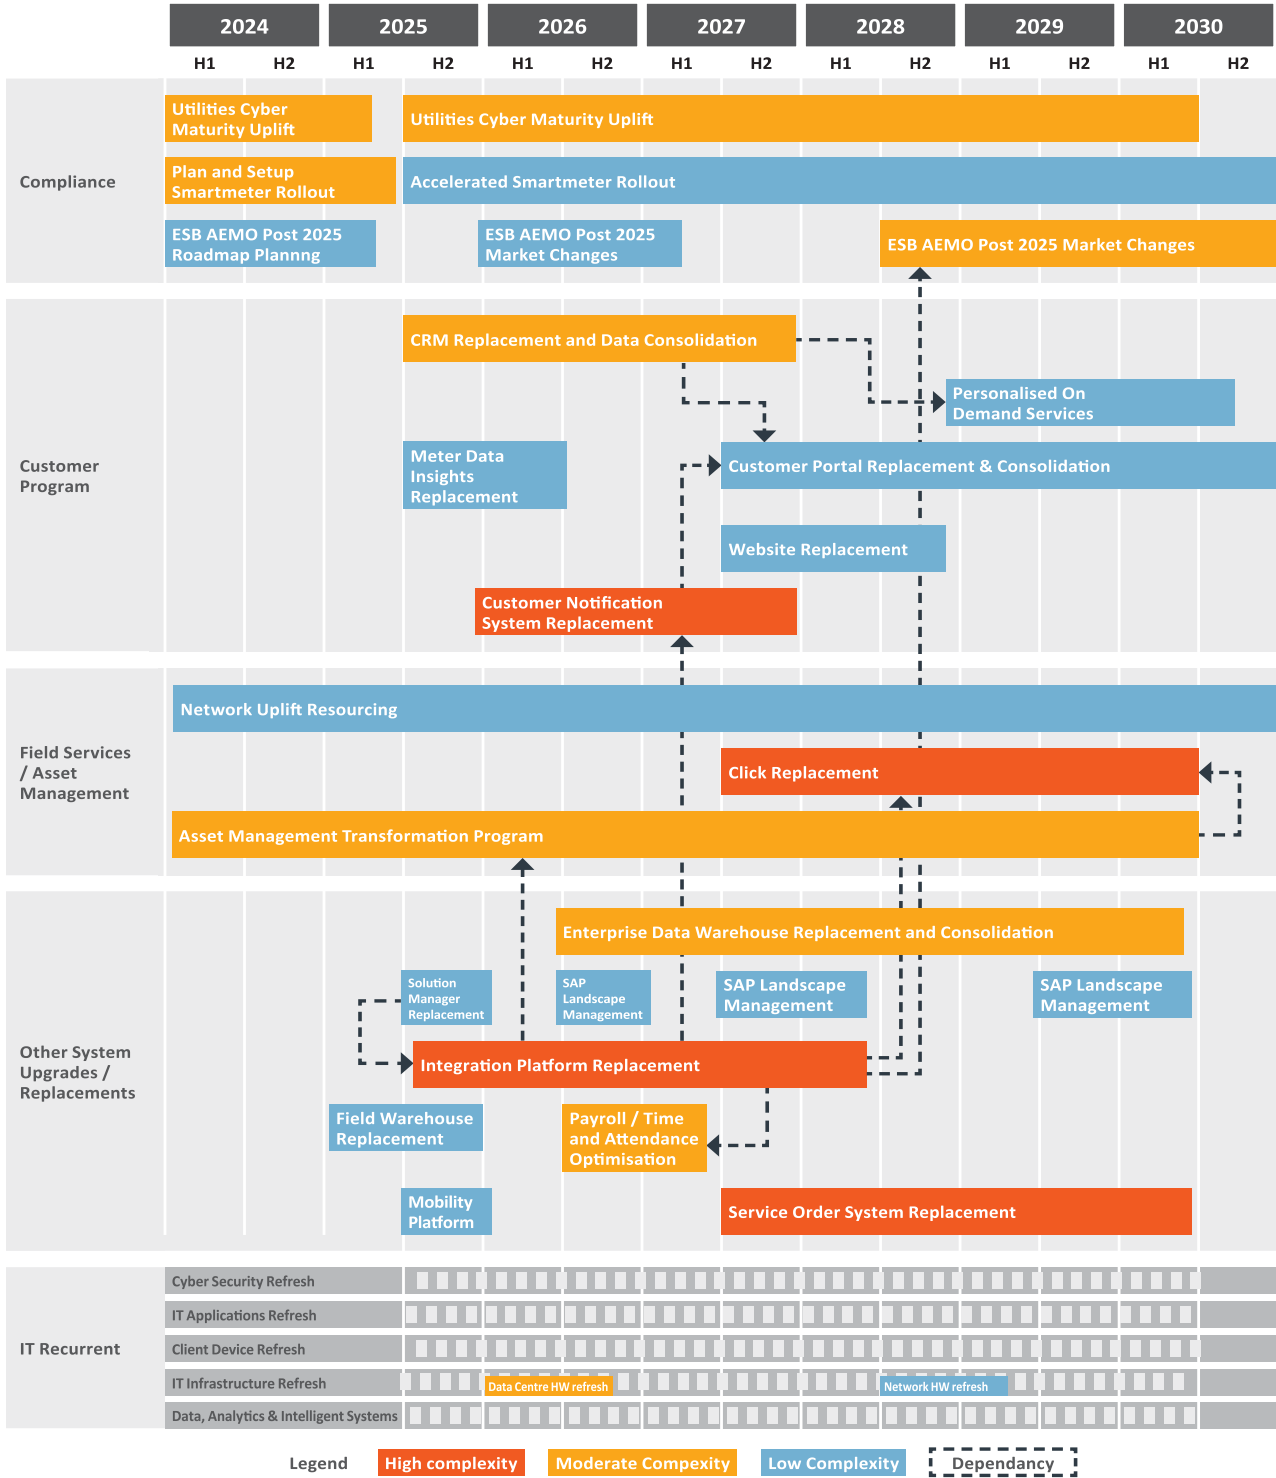 2024 2025 2026 2027 2028 2029 2030
H1 H2 H1 H2 H1 H2 H1 H2 H1 H2 H1 H2 H1 H2
Compliance
Utilities Cyber
Maturity Uplift
Utilities Cyber Maturity Uplift
Plan and Setup
Smartmeter Rollout
Accelerated Smartmeter Rollout
ESB AEMO Post 2025
Roadmap Plannng
ESB AEMO Post 2025
Market Changes
ESB AEMO Post 2025 Market Changes
Customer
Program
CRM Replacement and Data Consolidation
Personalised On
Demand Services
Meter Data
Insights
Replacement
Customer Portal Replacement & Consolidation
Website Replacement
Customer Notification
System Replacement
Field Services
/ Asset
Management
Network Uplift Resourcing
Click Replacement
Asset Management Transformation Program
Other System
Upgrades /
Replacements
Enterprise Data Warehouse Replacement and Consolidation
Solution
Manager
Replacement
SAP
Landscape
Management
SAP Landscape
Management
SAP Landscape
Management
Integration Platform Replacement
Field Warehouse
Replacement
Payroll / Time
and Attendance
Optimisation
Mobility
Platform
Service Order System Replacement
IT Recurrent
Cyber Security Refresh
IT Applications Refresh
Client Device Refresh
IT Infrastructure Refresh
Data Centre HW refresh
Network HW refresh
Data, Analytics & Intelligent Systems
Legend
High complexity
Moderate Compexity
Low Complexity
Dependancy